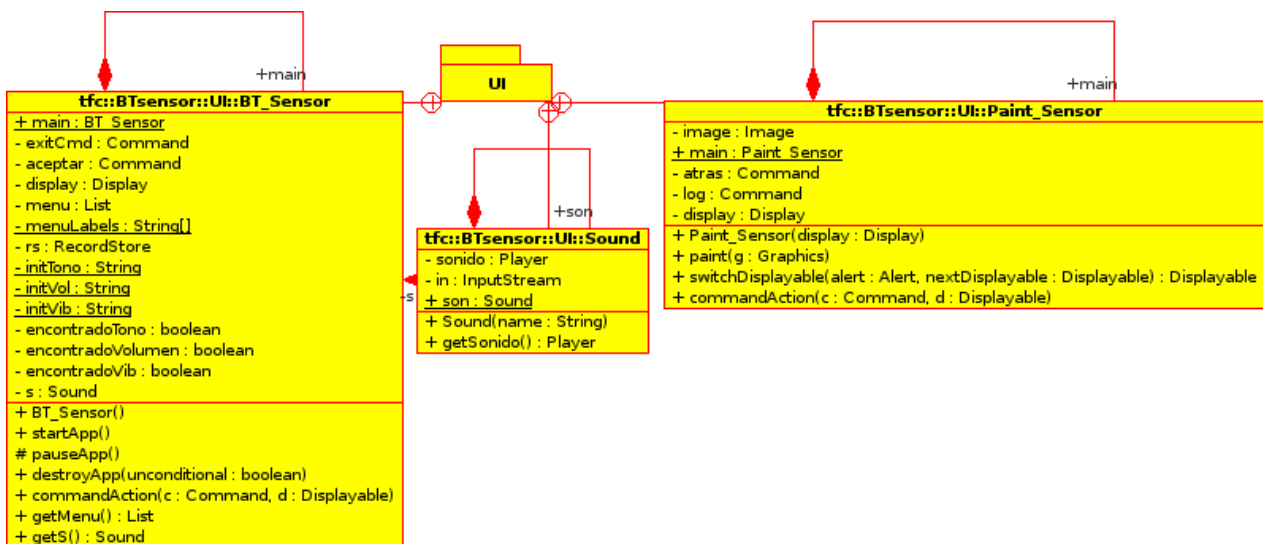 +main
tfc::BTsensor::UI::BT_Sensor
+ main : BT_Sensor
- exitCmd : Command
- aceptar : Command
- display : Display
- menu : List
- menuLabels : String[]
- rs : RecordStore
- initTono : String
- initVol : String
- initVib : String
- encontradoTono : boolean
- encontradoVolumen : boolean
- encontradoVib : boolean
- s : Sound
+ BT_Sensor()
+ startApp()
# pauseApp()
+ destroyApp(unconditional : boolean)
+ commandAction(c : Command, d : Displayable)
+ getMenu() : List
+ getS() : Sound
UI
+son
-s
tfc::BTsensor::UI::Sound
- sonido : Player
- in : InputStream
+ son : Sound
+ Sound(name : String)
+ getSonido() : Player
+main
tfc::BTsensor::UI::Paint_Sensor
- image : Image
+ main : Paint_Sensor
- atras : Command
- log : Command
- display : Display
+ Paint_Sensor(display : Display)
+ paint(g : Graphics)
+ switchDisplayable(alert : Alert, nextDisplayable : Displayable) : Displayable
+ commandAction(c : Command, d : Displayable)